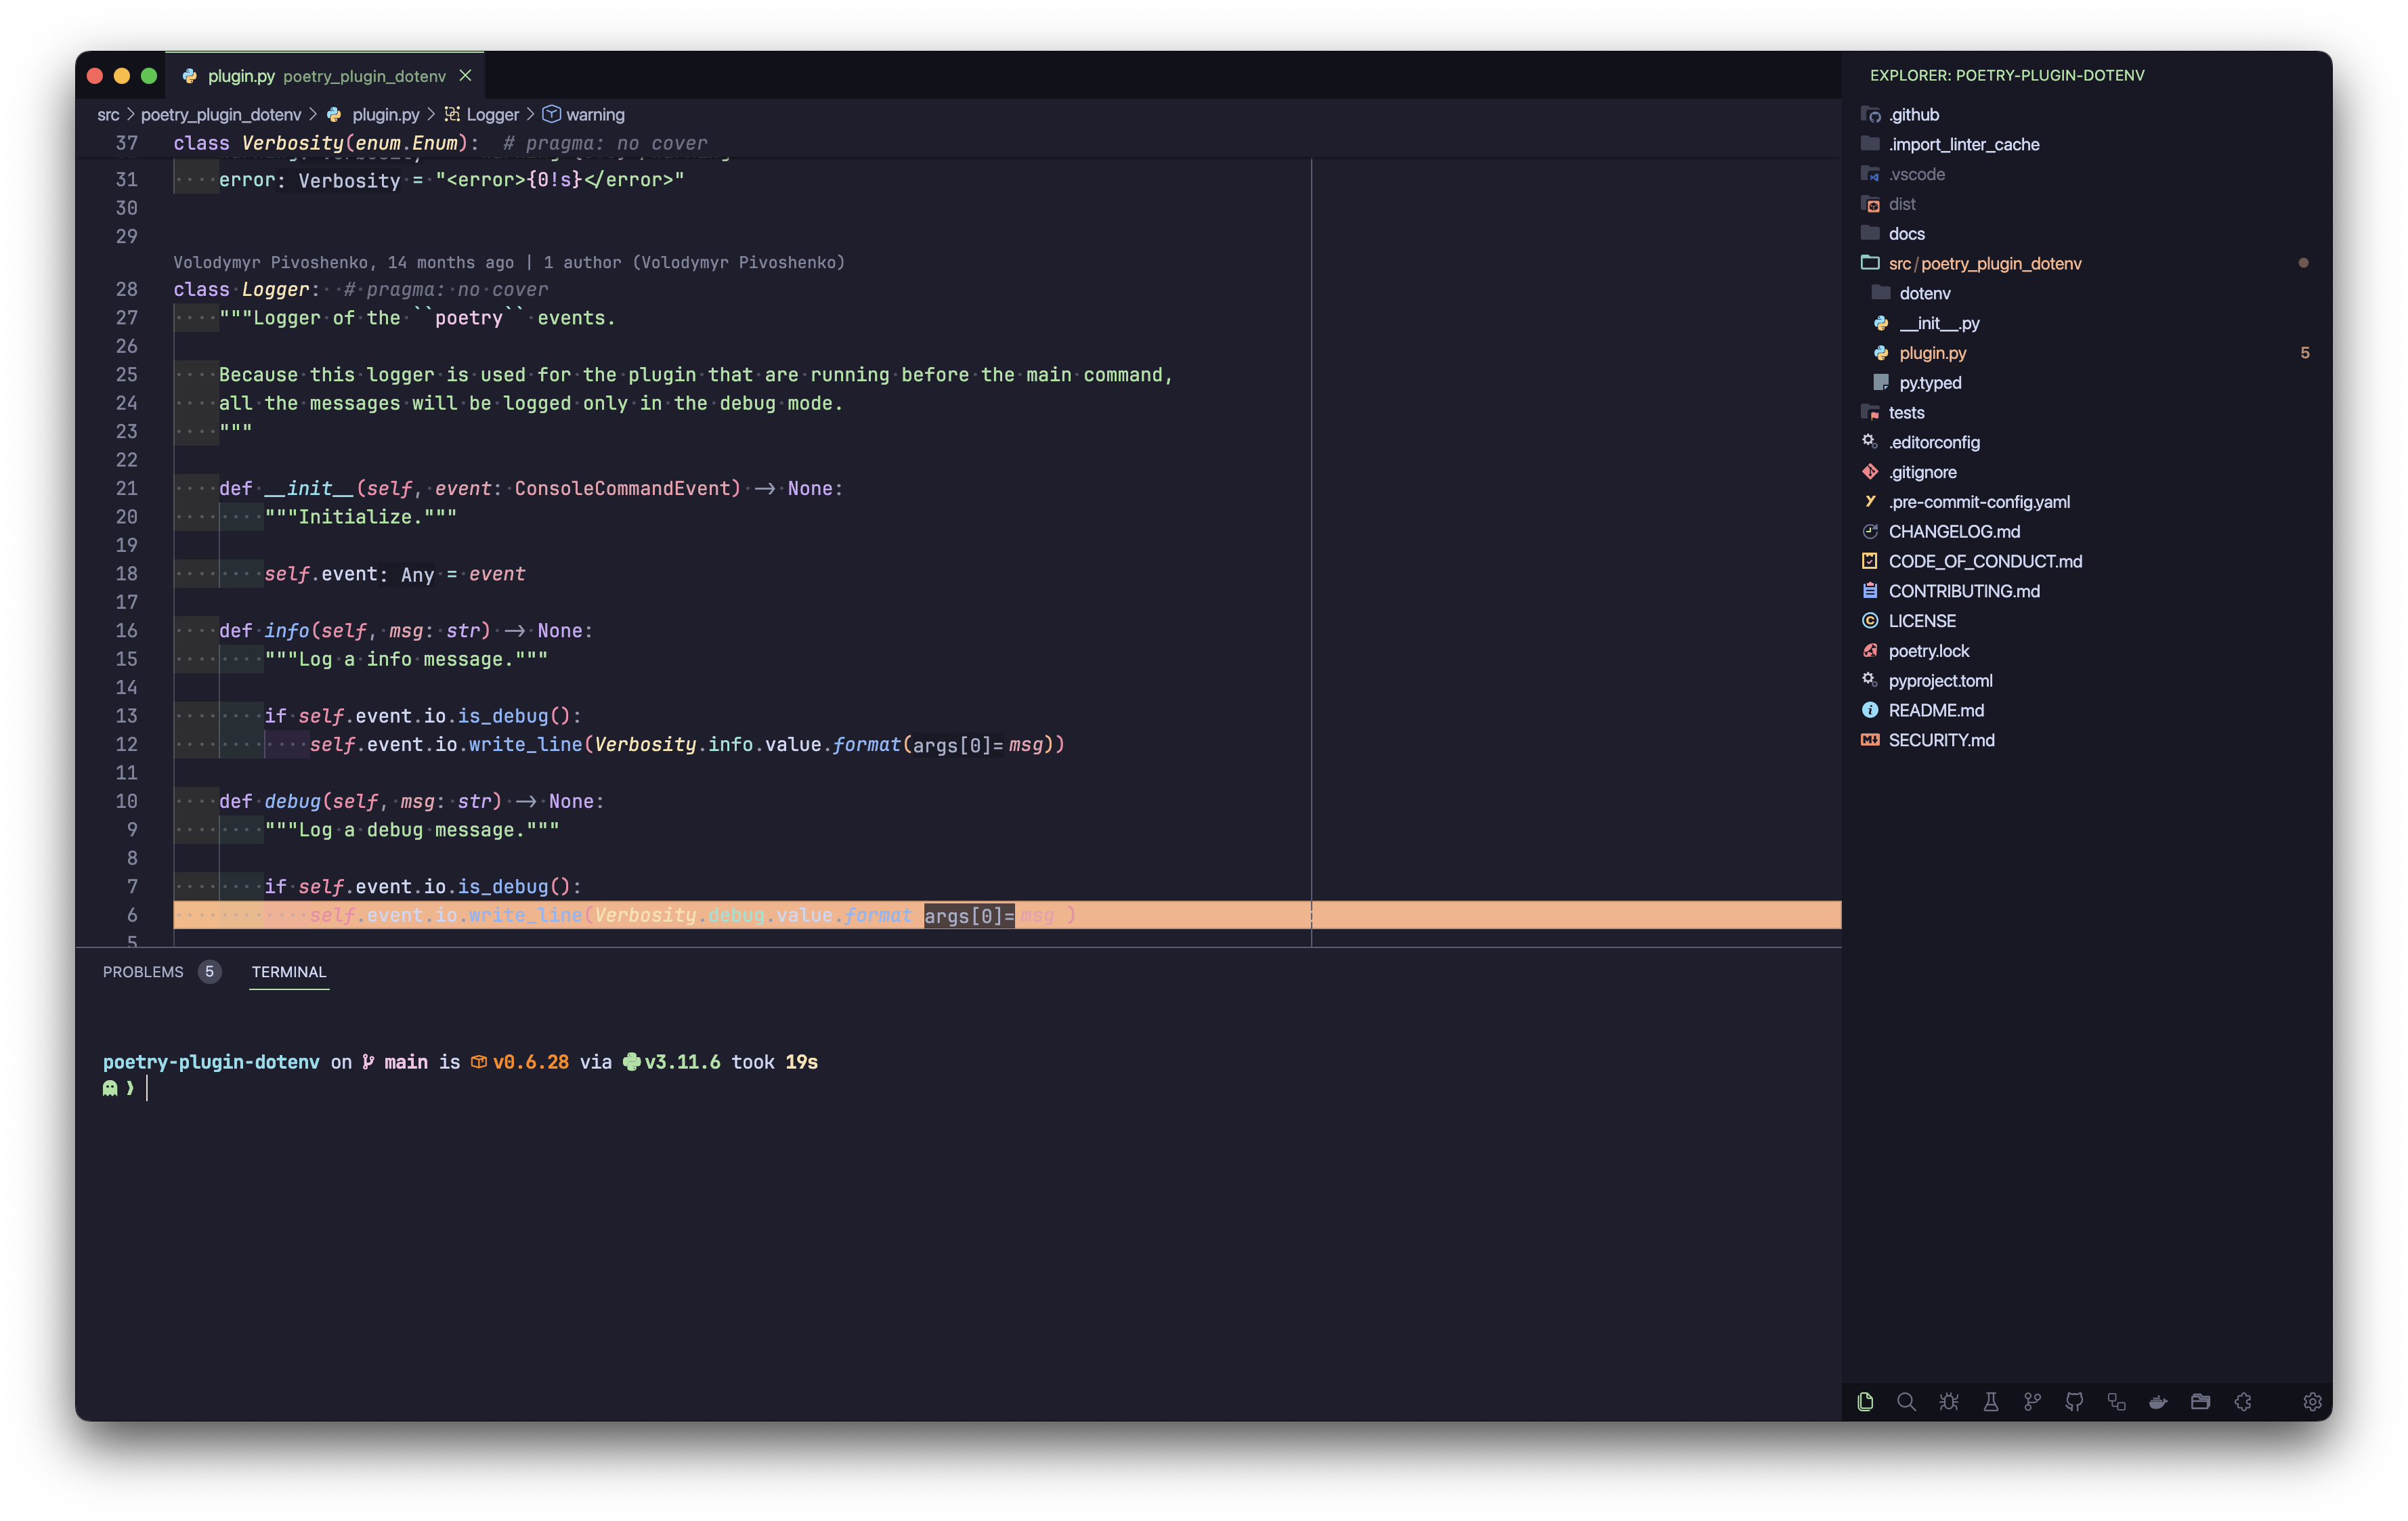 plugin.py poetry_plugin_dotenv
src > poetry_plugin_dotenv > plugin.py > Logger > warning
37 class Verbosity(enum.Enum): # pragma: no cover
31 error: Verbosity = "<error>{0!s}</error>"
30
29
Volodymyr Pivoshenko, 14 months ago | 1 author (Volodymyr Pivoshenko)
28 class Logger: # pragma: no cover
27 """Logger of the ``poetry`` events.
26
25 Because this logger is used for the plugin that are running before the main command,
24 all the messages will be logged only in the debug mode.
23 """
22
21 def __init__(self, event: ConsoleCommandEvent) -> None:
20 """Initialize."""
19
18 self.event: Any = event
17
16 def info(self, msg: str) -> None:
15 """Log a info message."""
14
13 if self.event.io.is_debug():
12 self.event.io.write_line(Verbosity.info.value.format(args[0]= msg))
11
10 def debug(self, msg: str) -> None:
9 """Log a debug message."""
8
7 if self.event.io.is_debug():
6 self.event.io.write_line(Verbosity.debug.value.format args[0]= msg )
5
PROBLEMS 5 TERMINAL
poetry-plugin-dotenv on main is v0.6.28 via v3.11.6 took 19s
❯
EXPLORER: POETRY-PLUGIN-DOTENV
.github
.import_linter_cache
.vscode
dist
docs
src/poetry_plugin_dotenv
dotenv
__init__.py
plugin.py 5
py.typed
tests
.editorconfig
.gitignore
.pre-commit-config.yaml
CHANGELOG.md
CODE_OF_CONDUCT.md
CONTRIBUTING.md
LICENSE
poetry.lock
pyproject.toml
README.md
SECURITY.md